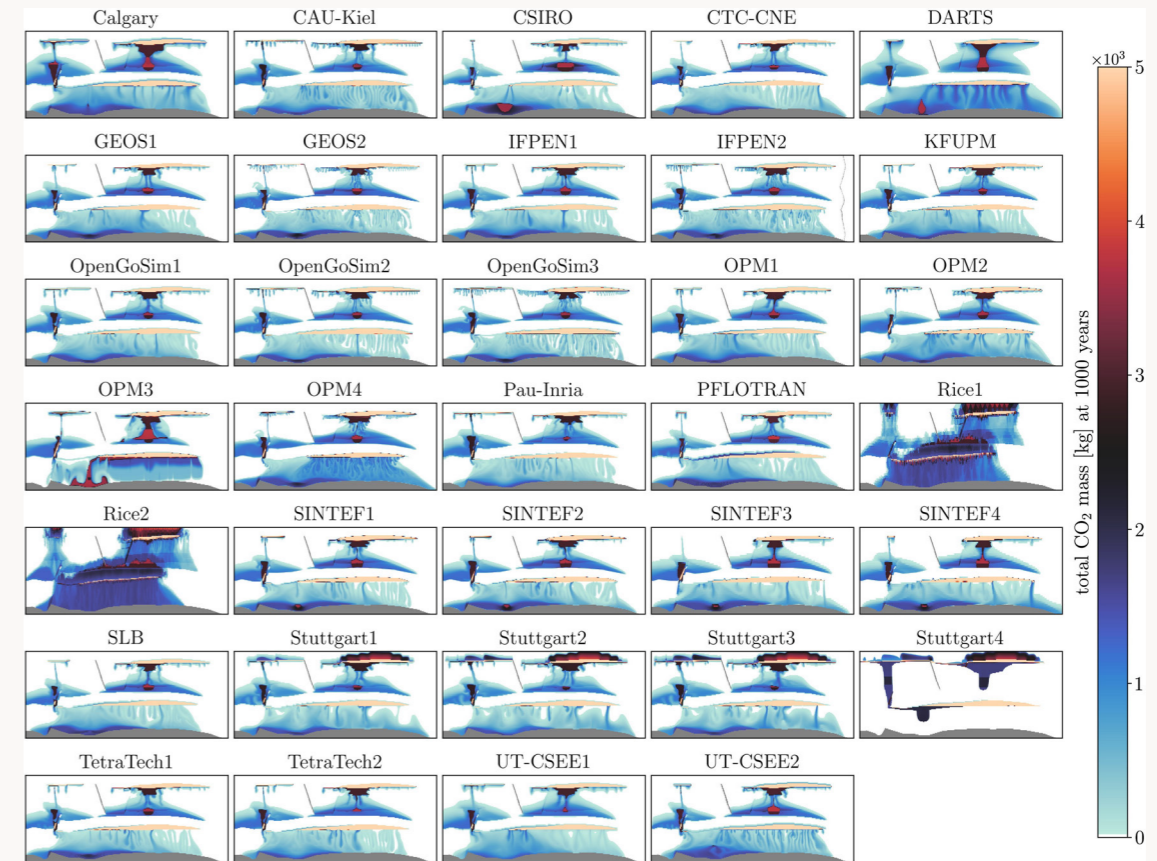 Calgary CAU-Kiel CSIRO CTC-CNE DARTS
×10³
5
GEOS1 GEOS2 IFPEN1 IFPEN2 KFUPM
4
OpenGoSim1 OpenGoSim2 OpenGoSim3 OPM1 OPM2
3
OPM3 OPM4 Pau-Inria PFLOTRAN Rice1
total CO₂ mass [kg] at 1000 years
2
Rice2 SINTEF1 SINTEF2 SINTEF3 SINTEF4
1
SLB Stuttgart1 Stuttgart2 Stuttgart3 Stuttgart4
TetraTech1 TetraTech2 UT-CSEE1 UT-CSEE2
0